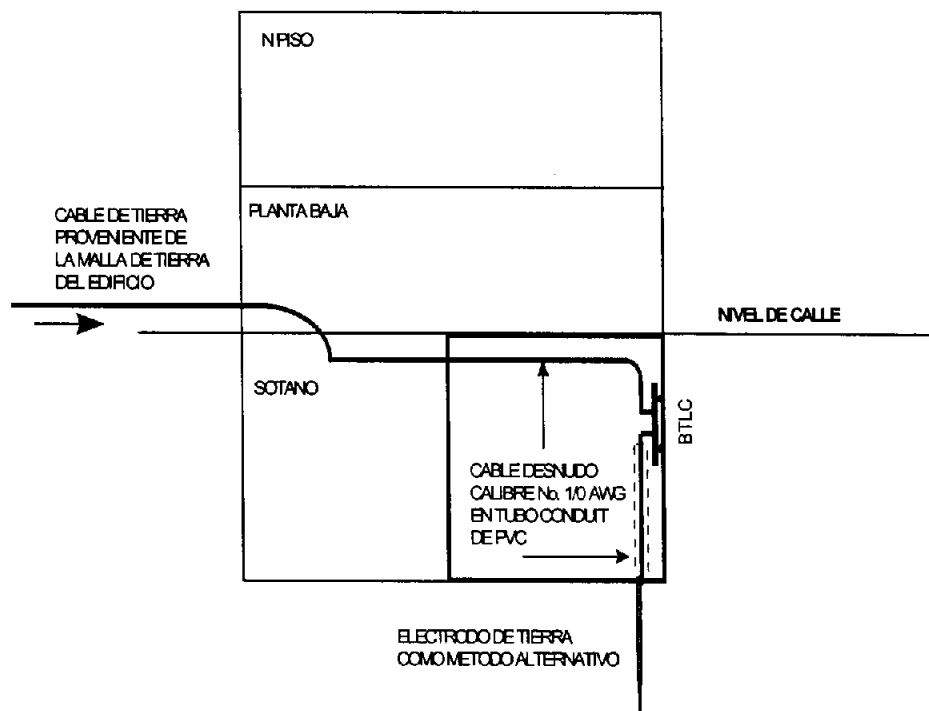 N PISO
PLANTA BAJA
CABLE DE TIERRA
PROVENIENTE DE
LA MALLA DE TIERRA
DEL EDIFICIO
NIVEL DE CALLE
SOTANO
BTLC
CABLE DESNUDO
CALIBRE No. 1/0 AWG
EN TUBO CONDUIT
DE PVC
ELECTRODO DE TIERRA
COMO METODO ALTERNATIVO